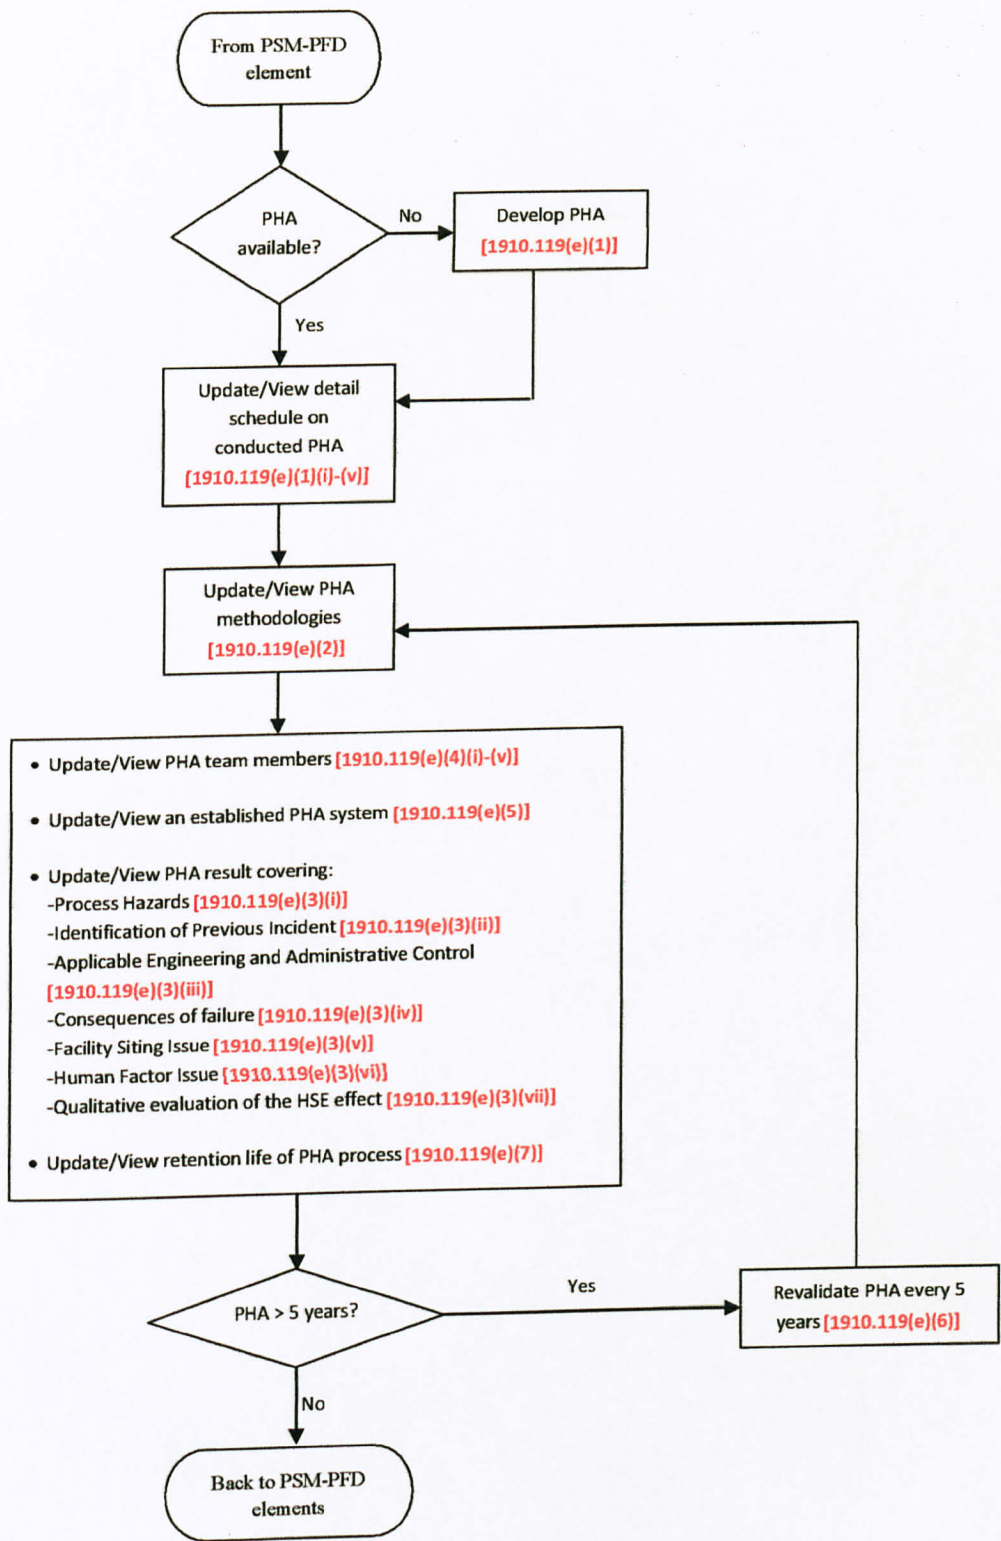 From PSM-PFD
element
PHA
available?
No
Develop PHA
[1910.119(e)(1)]
Yes
Update/View detail
schedule on
conducted PHA
[1910.119(e)(1)(i)-(v)]
Update/View PHA
methodologies
[1910.119(e)(2)]
• Update/View PHA team members [1910.119(e)(4)(i)-(v)]
• Update/View an established PHA system [1910.119(e)(5)]
• Update/View PHA result covering:
-Process Hazards [1910.119(e)(3)(i)]
-Identification of Previous Incident [1910.119(e)(3)(ii)]
-Applicable Engineering and Administrative Control
[1910.119(e)(3)(iii)]
-Consequences of failure [1910.119(e)(3)(iv)]
-Facility Siting Issue [1910.119(e)(3)(v)]
-Human Factor Issue [1910.119(e)(3)(vi)]
-Qualitative evaluation of the HSE effect [1910.119(e)(3)(vii)]
• Update/View retention life of PHA process [1910.119(e)(7)]
PHA > 5 years?
Yes
Revalidate PHA every 5
years [1910.119(e)(6)]
No
Back to PSM-PFD
elements